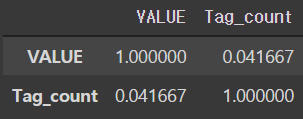 VALUE Tag_count
VALUE 1.000000 0.041667
Tag_count 0.041667 1.000000